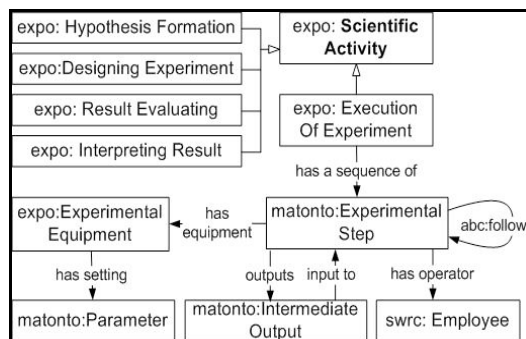 expo: Hypothesis Formation
expo:Designing Experiment
expo: Result Evaluating
expo: Interpreting Result
expo: Scientific
Activity
expo: Execution
Of Experiment
has a sequence of
expo:Experimental
Equipment
has
equipment
matonto:Experimental
Step
abc:follow
has setting
outputs
input to
has operator
matonto:Parameter
matonto:Intermediate
Output
swrc: Employee